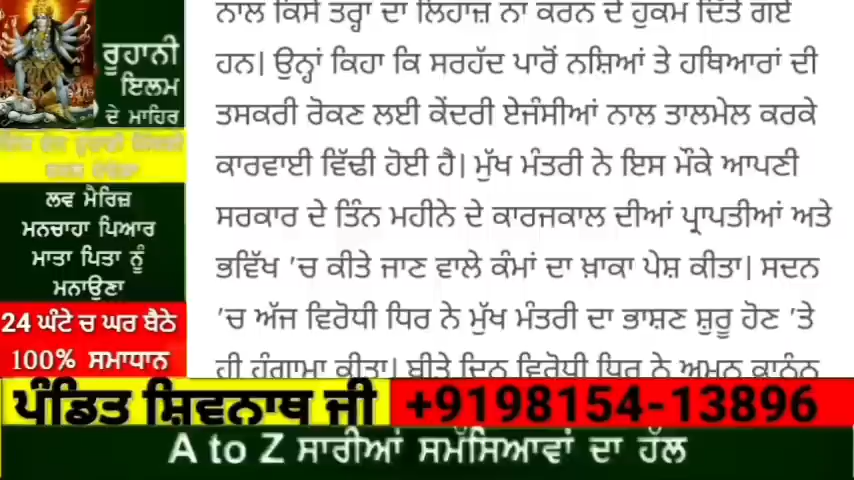 ਨਾਲ ਕਿਸੇ ਤਰ੍ਹਾਂ ਦਾ ਲਿਹਾਜ਼ ਨਾ ਕਰਨ ਦੇ ਹੁਕਮ ਦਿੱਤੇ ਗਏ
ਹਨ। ਉਨ੍ਹਾਂ ਕਿਹਾ ਕਿ ਸਰਹੱਦ ਪਾਰੋਂ ਨਸ਼ਿਆਂ ਤੇ ਹਥਿਆਰਾਂ ਦੀ
ਤਸਕਰੀ ਰੋਕਣ ਲਈ ਕੇਂਦਰੀ ਏਜੰਸੀਆਂ ਨਾਲ ਤਾਲਮੇਲ ਕਰਕੇ
ਕਾਰਵਾਈ ਵਿੱਢੀ ਹੋਈ ਹੈ। ਮੁੱਖ ਮੰਤਰੀ ਨੇ ਇਸ ਮੌਕੇ ਆਪਣੀ
ਸਰਕਾਰ ਦੇ ਤਿੰਨ ਮਹੀਨੇ ਦੇ ਕਾਰਜਕਾਲ ਦੀਆਂ ਪ੍ਰਾਪਤੀਆਂ ਅਤੇ
ਭਵਿੱਖ 'ਚ ਕੀਤੇ ਜਾਣ ਵਾਲੇ ਕੰਮਾਂ ਦਾ ਖ਼ਾਕਾ ਪੇਸ਼ ਕੀਤਾ। ਸਦਨ
'ਚ ਅੱਜ ਵਿਰੋਧੀ ਧਿਰ ਨੇ ਮੁੱਖ ਮੰਤਰੀ ਦਾ ਭਾਸ਼ਣ ਸ਼ੁਰੂ ਹੋਣ 'ਤੇ
ਹੀ ਹੰਗਾਮਾ ਕੀਤਾ। ਬੀਤੇ ਦਿਨ ਵਿਰੋਧੀ ਧਿਰ ਨੇ ਅਮਨ ਕਾਨੂੰਨ
ਰੂਹਾਨੀ
ਇਲਮ
ਦੇ ਮਾਹਿਰ
ਲਵ ਮੈਰਿਜ਼
ਮਨਚਾਹਾ ਪਿਆਰ
ਮਾਤਾ ਪਿਤਾ ਨੂੰ
ਮਨਾਉਣਾ
24 ਘੰਟੇ ਚ ਘਰ ਬੈਠੇ
100% ਸਮਾਧਾਨ
ਪੰਡਿਤ ਸ਼ਿਵਨਾਥ ਜੀ +9198154-13896
A to Z ਸਾਰੀਆਂ ਸਮੱਸਿਆਵਾਂ ਦਾ ਹੱਲ